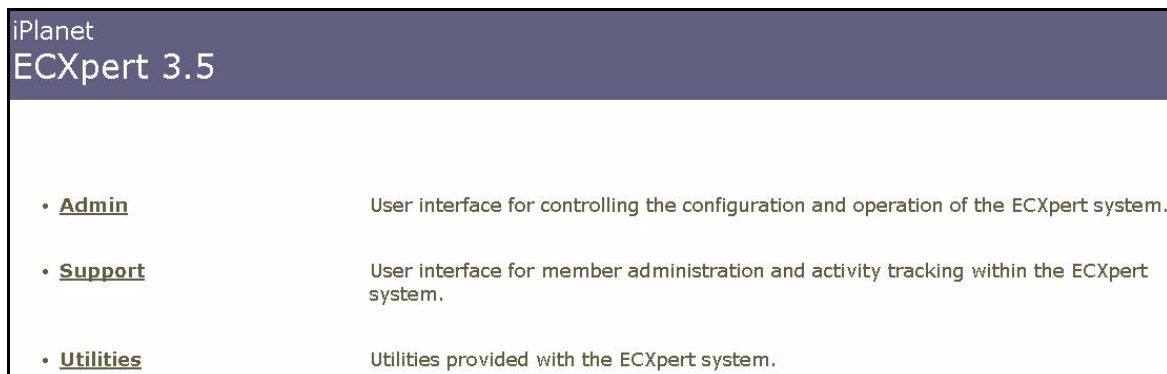 iPlanet
ECXpert 3.5
• Admin User interface for controlling the configuration and operation of the ECXpert system.
• Support User interface for member administration and activity tracking within the ECXpert
system.
• Utilities Utilities provided with the ECXpert system.